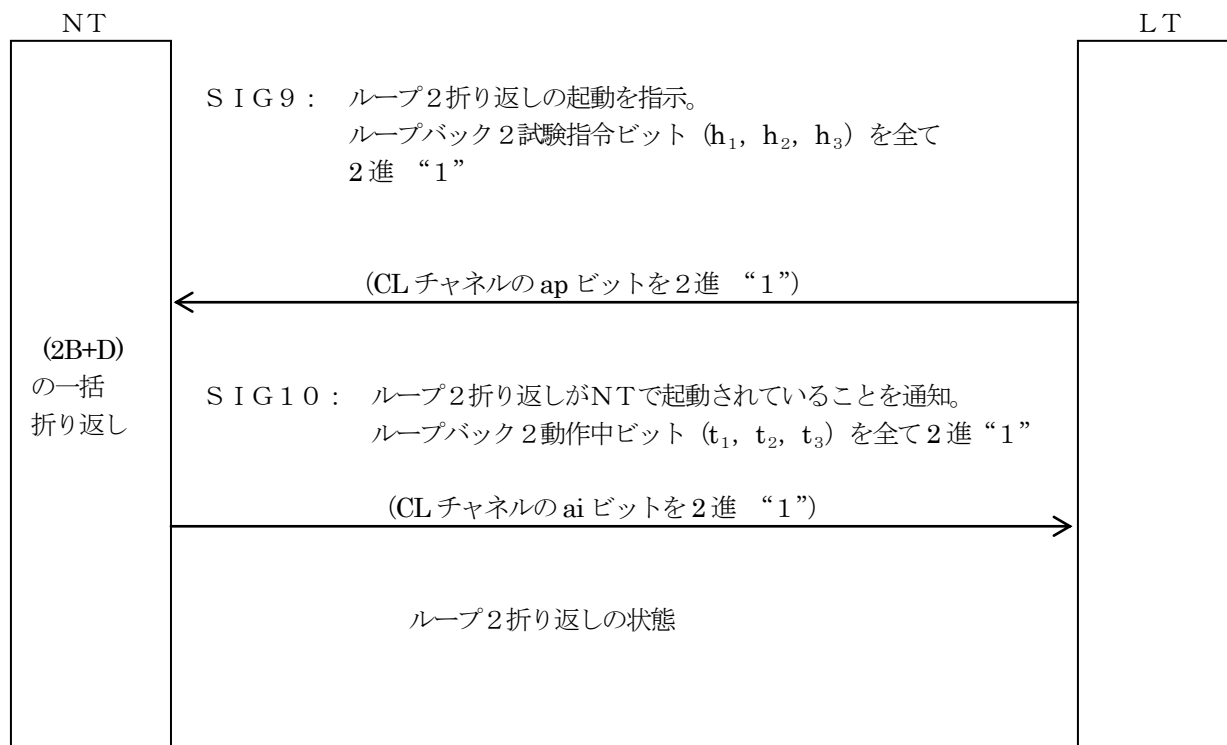 ＮＴ
ＬＴ
ＳＩＧ９： ループ２折り返しの起動を指示。
ループバック２試験指令ビット（h₁，h₂，h₃）を全て
２進 “１”
(CL チャネルの ap ビットを２進 “１”)
(2B+D)
の一括
折り返し
ＳＩＧ１０： ループ２折り返しがＮＴで起動されていることを通知。
ループバック２動作中ビット（t₁，t₂，t₃）を全て２進“１”
(CL チャネルの ai ビットを２進 “１”)
ループ２折り返しの状態